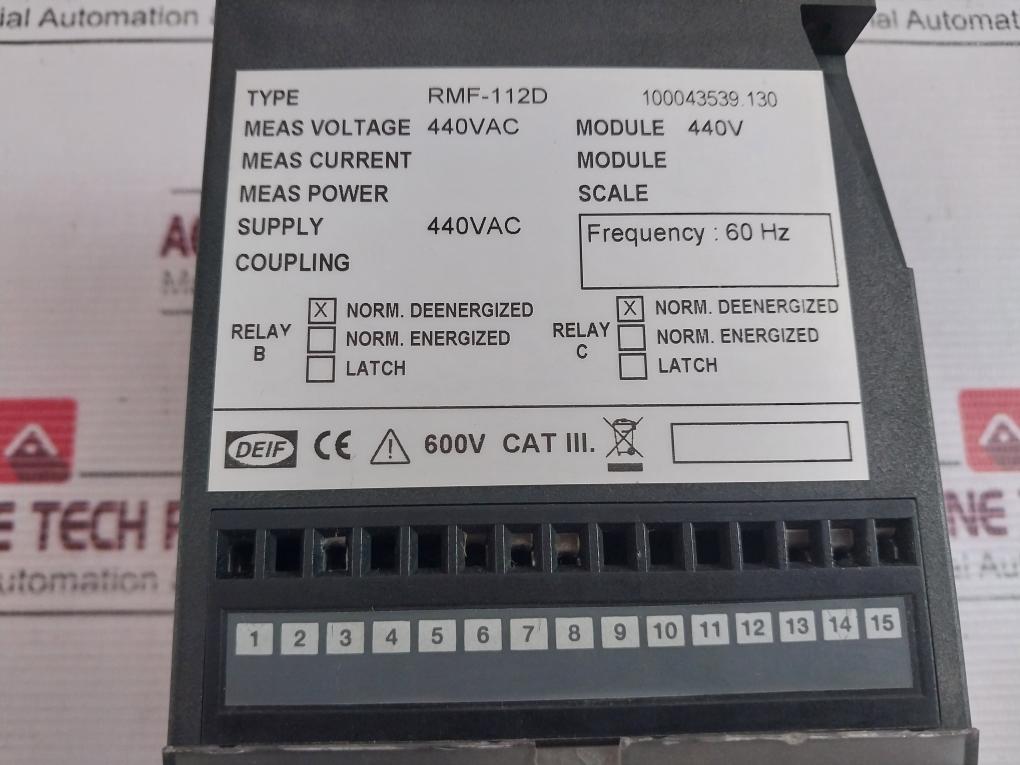 ial Automation
ial Automat
TYPE RMF-112D 100043539.130
MEAS VOLTAGE 440VAC MODULE 440V
MEAS CURRENT MODULE
MEAS POWER SCALE
SUPPLY 440VAC Frequency : 60 Hz
COUPLING
RELAY B
X NORM. DEENERGIZED
NORM. ENERGIZED
LATCH
RELAY C
X NORM. DEENERGIZED
NORM. ENERGIZED
LATCH
DEIF CE 600V CAT III.
E TECH
utomation
NE
Au
1 2 3 4 5 6 7 8 9 10 11 12 13 14 15